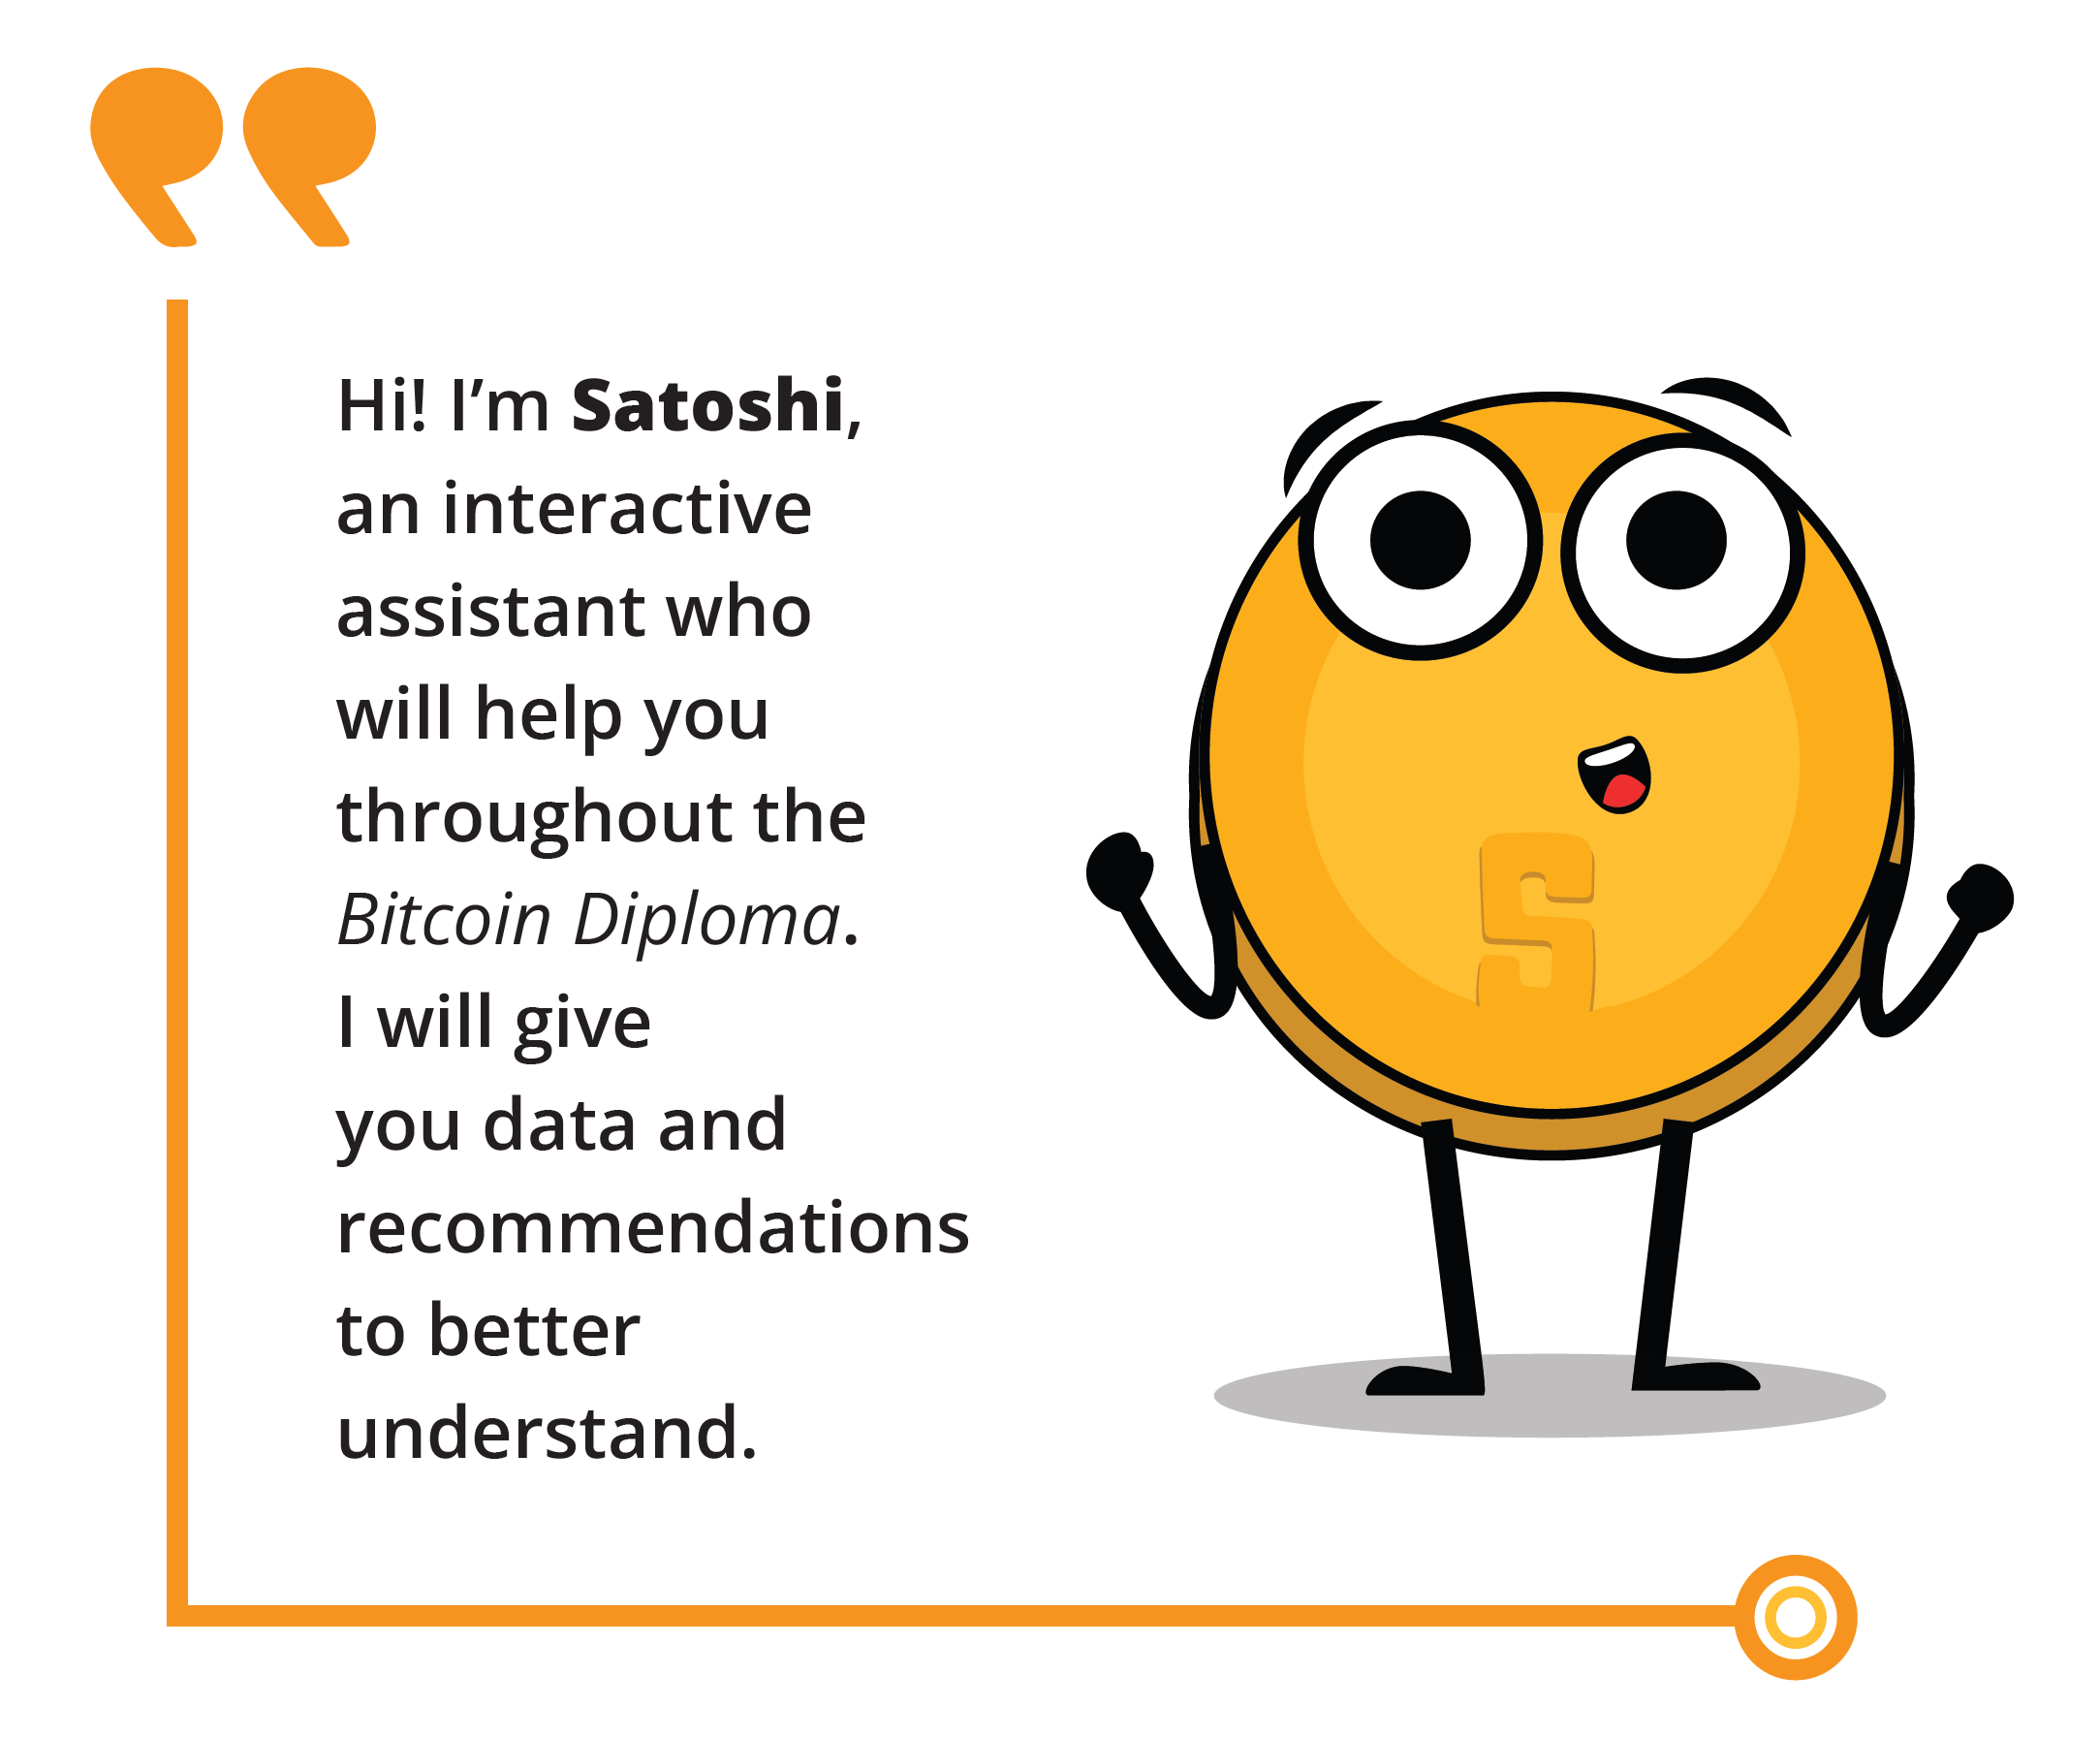 Hi! I’m Satoshi,
an interactive
assistant who
will help you
throughout the
Bitcoin Diploma.
I will give
you data and
recommendations
to better
understand.
S